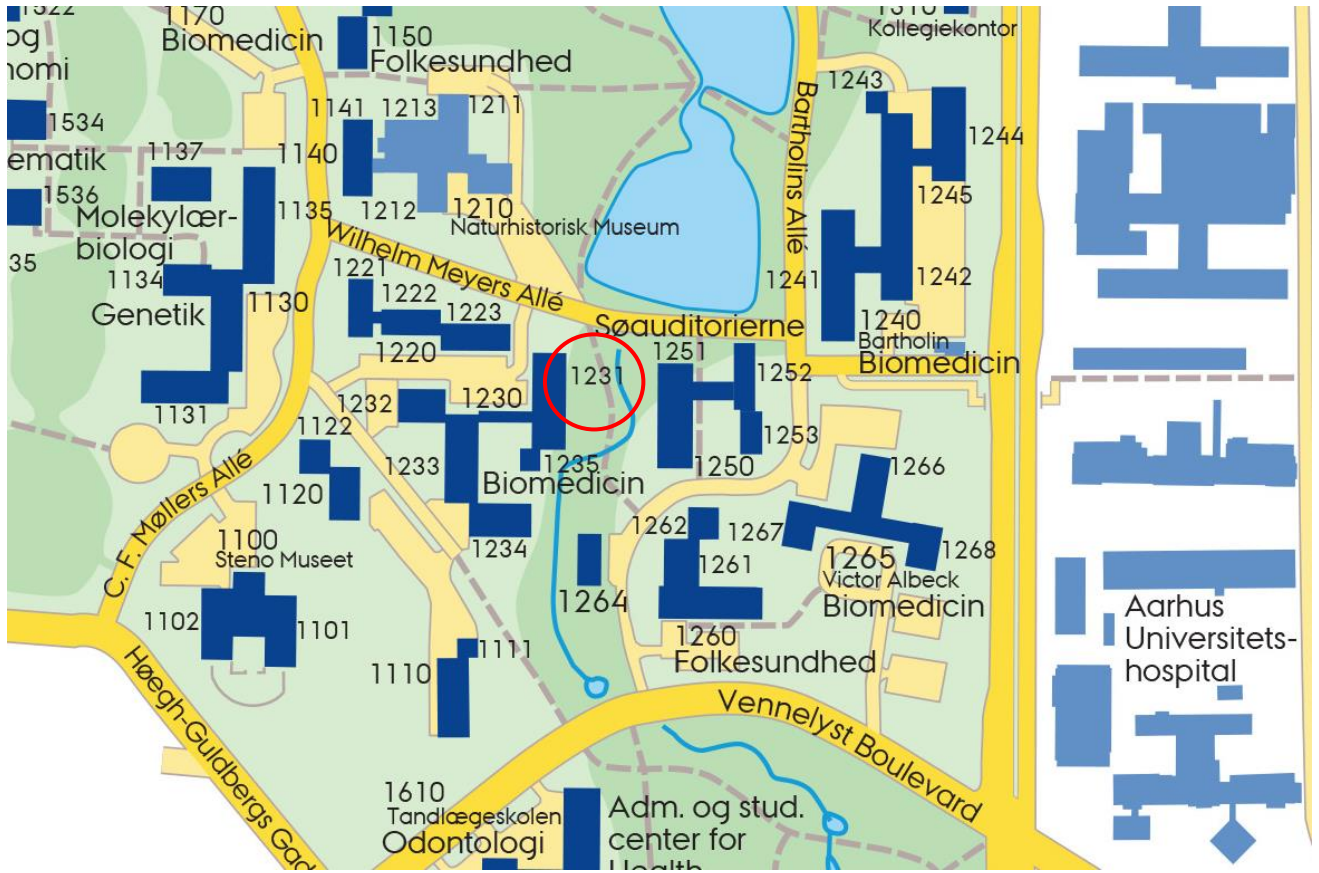 1522
og
nomi
1170
Biomedicin
1150
Folkesundhed
1310
Kollegiekontor
1534
ematik
1536
35
1137
Molekylær-
biologi
1134
Genetik
1135
1130
1131
1141
1140
1213
1211
1212
1210
Naturhistorisk Museum
Wilhelm Meyers Allé
Bartholins Allé
1243
1244
1245
1241
1242
1240
Bartholin
Biomedicin
1221
1222
1223
1220
Søauditorierne
1251
1252
1253
1250
1231
1232
1230
1233
1235
Biomedicin
1234
1122
1120
C. F. Møllers Allé
1100
Steno Museet
1102
1101
1110
1111
1266
1262
1267
1261
1265
1268
Victor Albeck
Biomedicin
1264
1260
Folkesundhed
Aarhus
Universitets-
hospital
Vennelyst Boulevard
Høegh-Guldbergs Gad
1610
Tandlægeskolen
Odontologi
Adm. og stud.
center for
Health